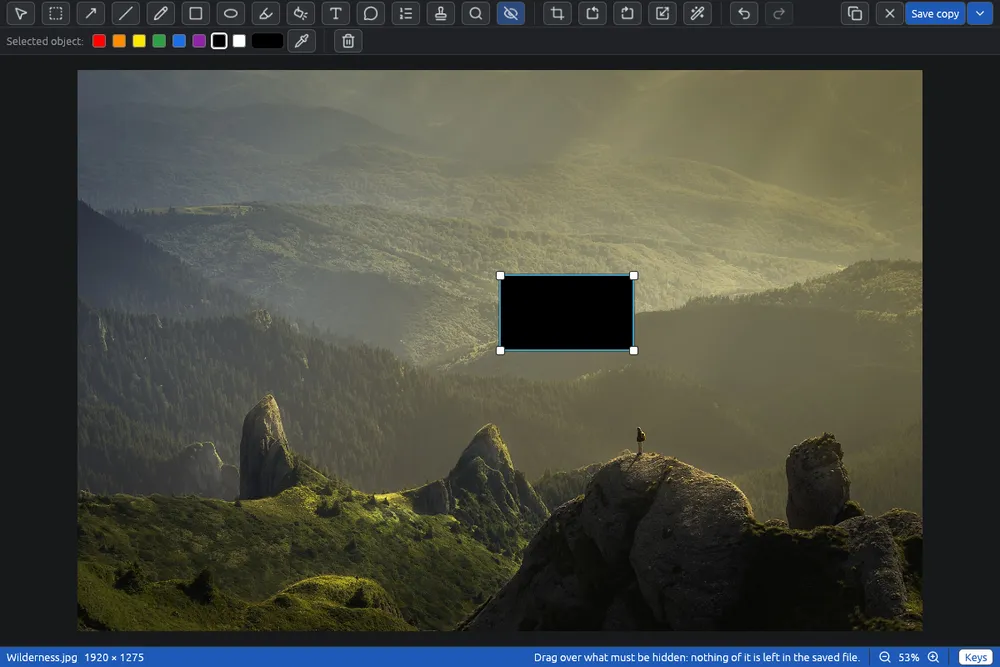 Save copy
Selected object:
Wilderness.jpg 1920 × 1275 Drag over what must be hidden: nothing of it is left in the saved file. 53% Keys